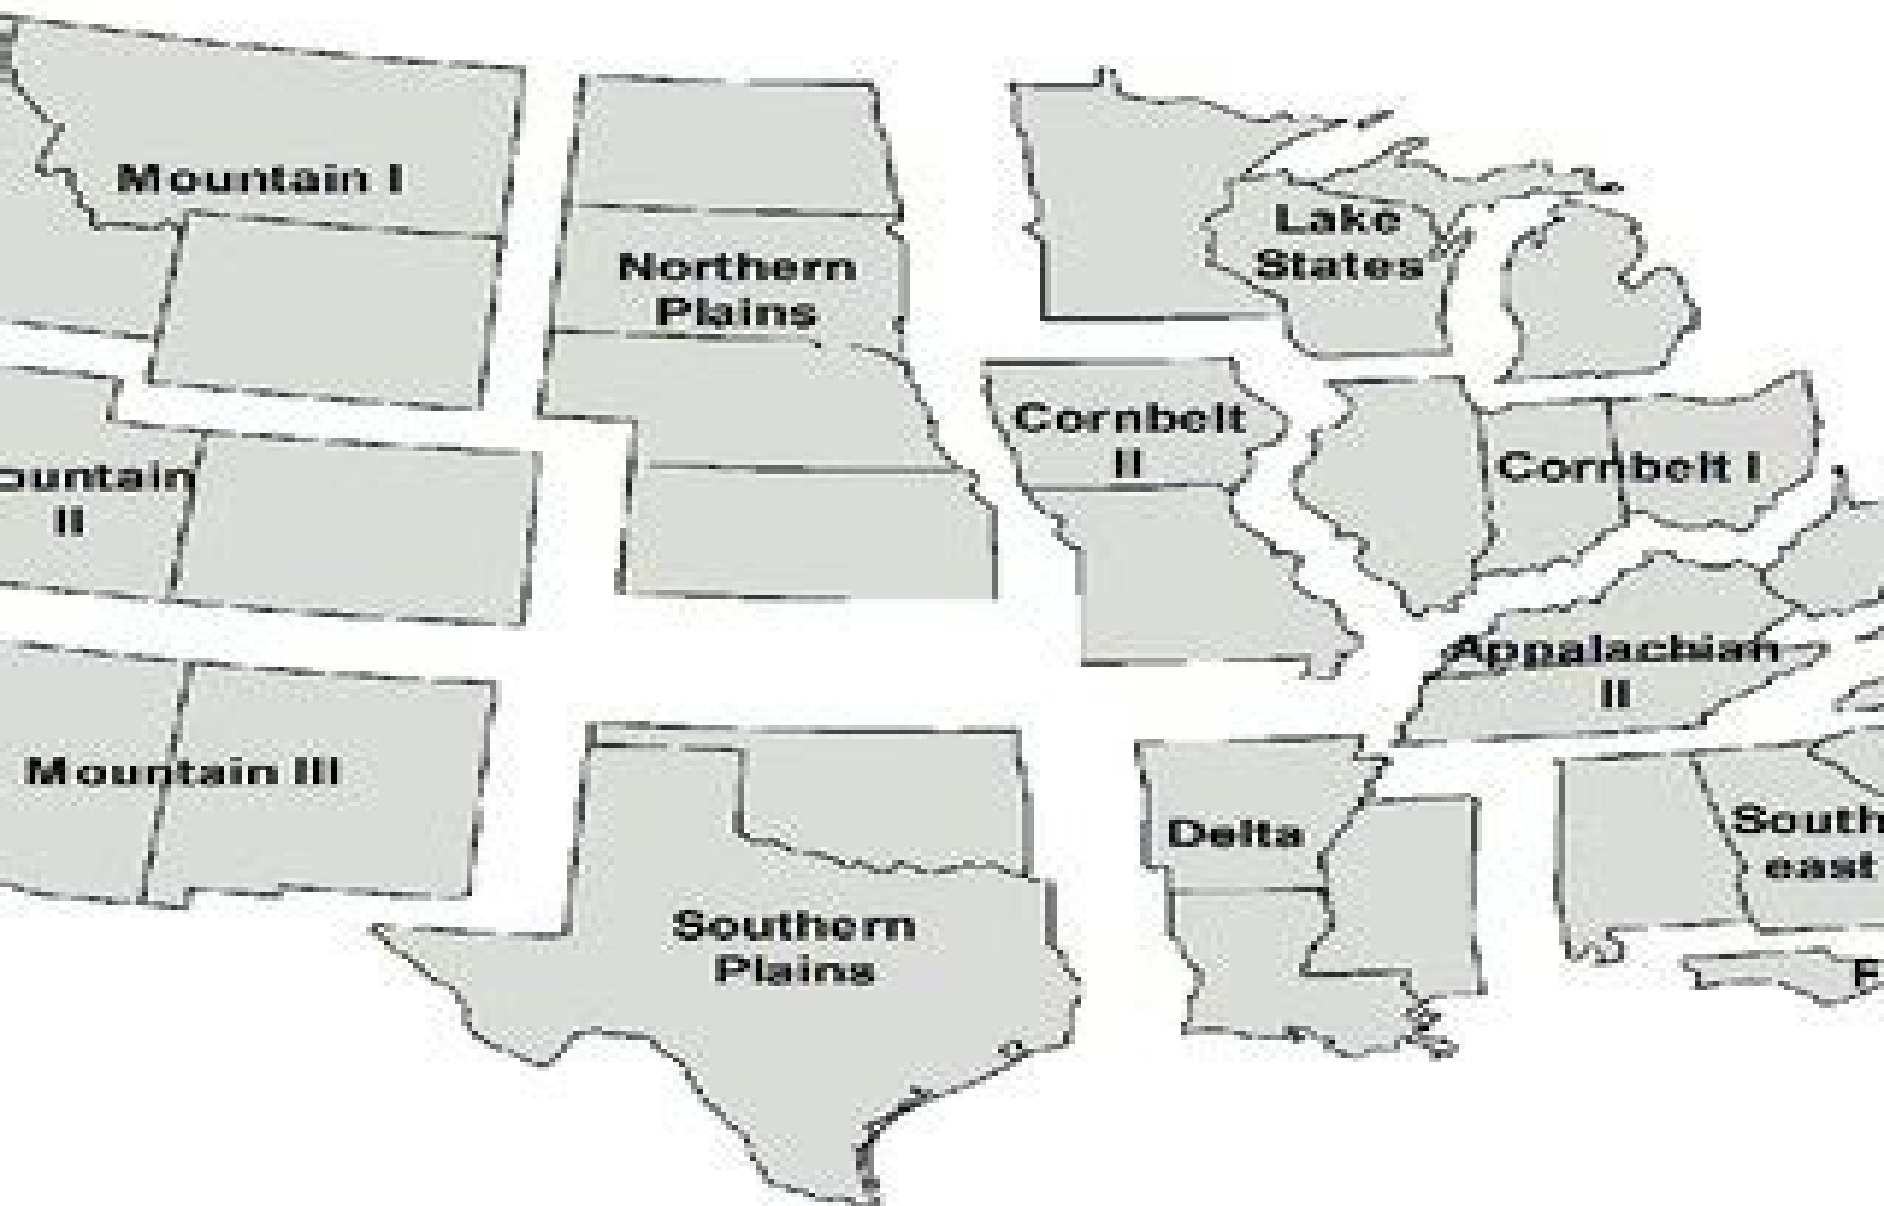 Mountain I
Northern
Plains
Lake
States
Cornbelt
II
Cornbelt I
ountain
II
Appalachian
II
Mountain III
Delta
South
east
Southern
Plains
F